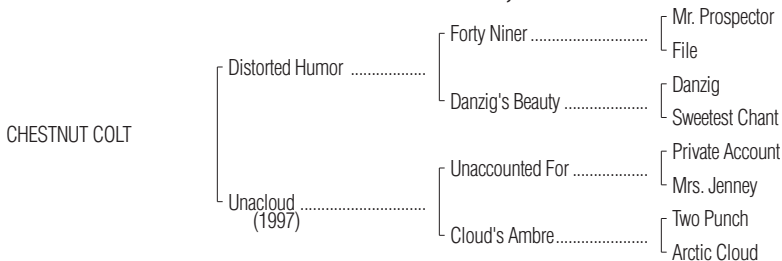 Mr. Prospector
Forty Niner ....................................
File
Distorted Humor ..................
Danzig
Danzig's Beauty .........................
Sweetest Chant
CHESTNUT COLT
Private Account
Unaccounted For ......................
Mrs. Jenney
Unacloud ...............................
(1997)
Two Punch
Cloud's Ambre...........................
Arctic Cloud